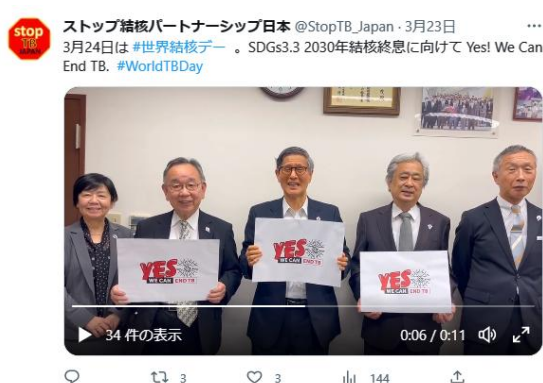 stop
TB
JAPAN
ストップ結核パートナーシップ日本 @StopTB_Japan · 3月23日
3月24日は #世界結核デー 。SDGs3.3 2030年結核終息に向けて Yes! We Can
End TB. #WorldTBDay
YES
WE CAN END TB
YES
WE CAN END TB
YES
WE CAN END TB
34 件の表示
0:06 / 0:11
3
3
144